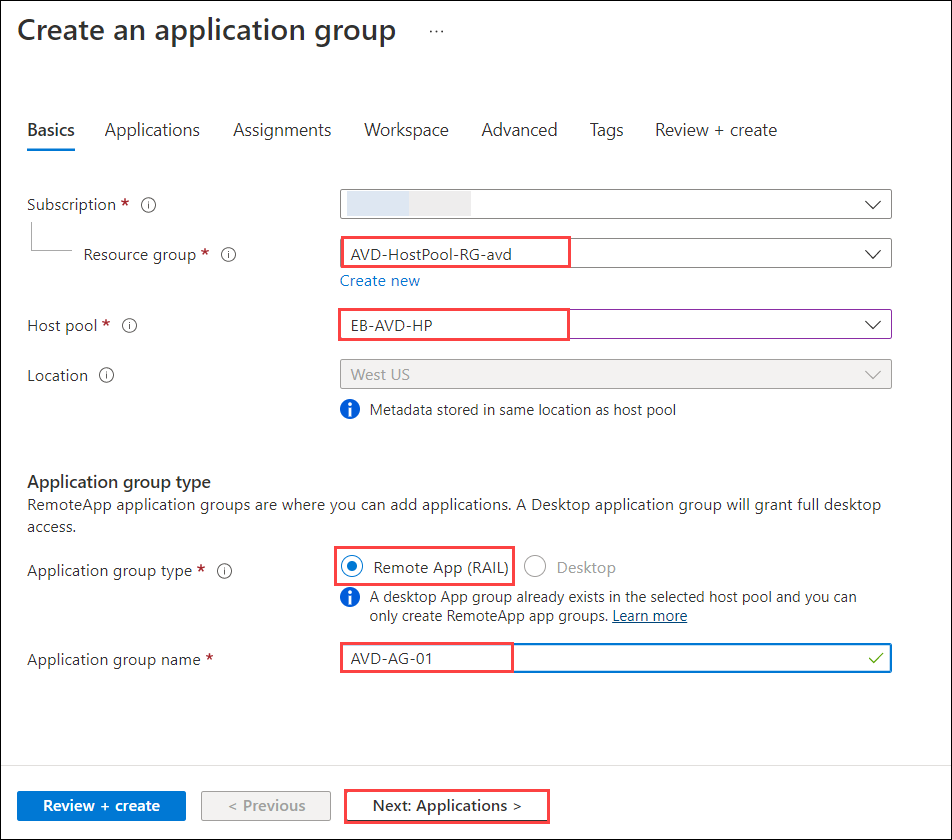 Create an application group ...
Basics Applications Assignments Workspace Advanced Tags Review + create
Subscription *
Resource group * AVD-HostPool-RG-avd
Create new
Host pool * EB-AVD-HP
Location West US
Metadata stored in same location as host pool
Application group type
RemoteApp application groups are where you can add applications. A Desktop application group will grant full desktop
access.
Application group type * Remote App (RAIL) Desktop
A desktop App group already exists in the selected host pool and you can
only create RemoteApp app groups. Learn more
Application group name * AVD-AG-01
Review + create < Previous Next: Applications >